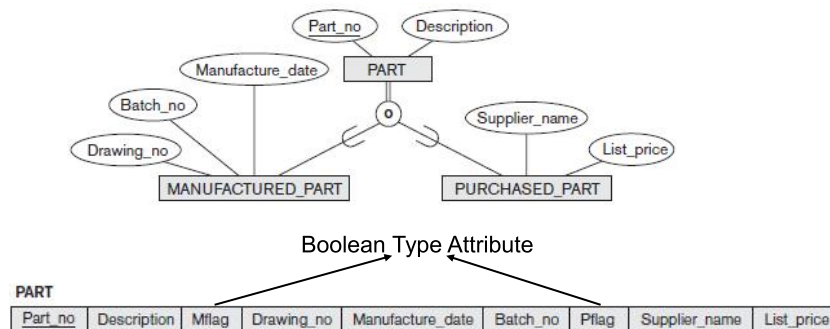 Part_no Description
Manufacture_date PART
Batch_no O Supplier_name
Drawing_no List_price
MANUFACTURED_PART PURCHASED_PART
Boolean Type Attribute
PART
Part_no Description Mflag Drawing_no Manufacture_date Batch_no Pflag Supplier_name List_price